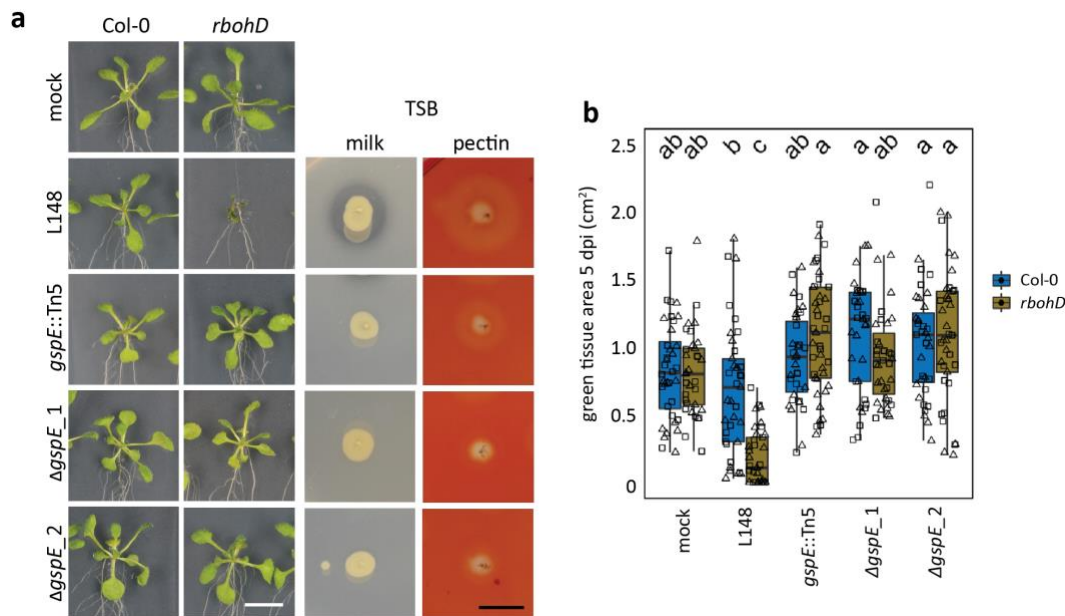 a
Col-0 rbohD
mock
L148
gspE::Tn5
ΔgspE_1
ΔgspE_2
TSB
milk pectin
b
green tissue area 5 dpi (cm²)
2.5
2.0
1.5
1.0
0.5
0
ab ab b c ab a a ab a a
mock
L148
gspE::Tn5
ΔgspE_1
ΔgspE_2
Col-0
rbohD